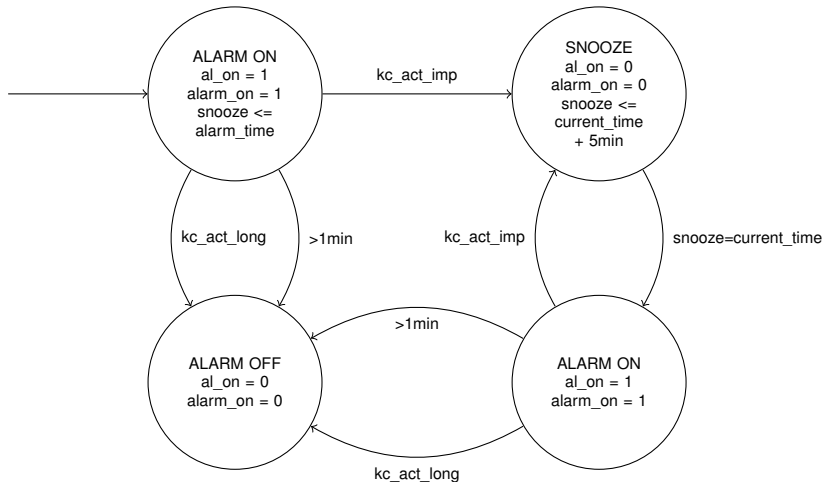 ALARM ON
al_on = 1
alarm_on = 1
snooze <=
alarm_time
kc_act_imp
SNOOZE
al_on = 0
alarm_on = 0
snooze <=
current_time
+ 5min
kc_act_long
>1min
kc_act_imp
snooze=current_time
>1min
ALARM OFF
al_on = 0
alarm_on = 0
ALARM ON
al_on = 1
alarm_on = 1
kc_act_long